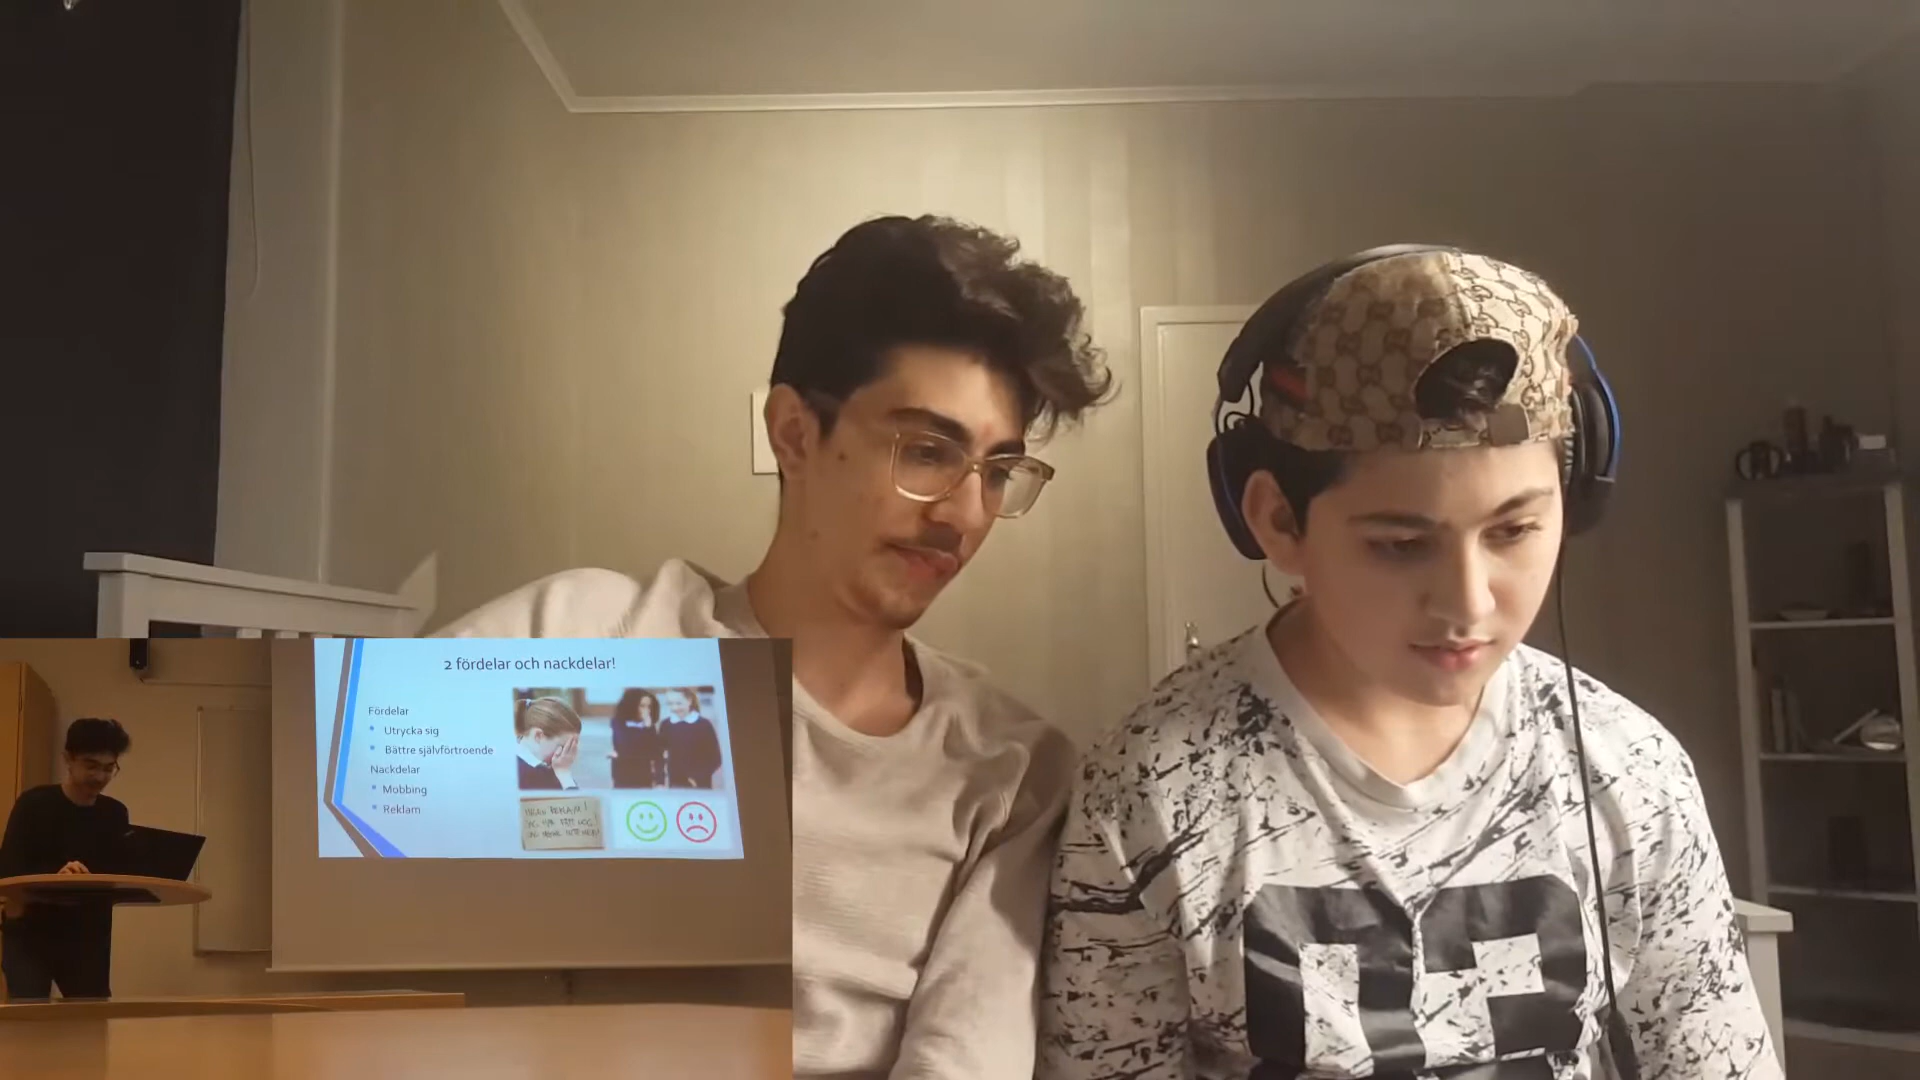 2 fördelar och nackdelar!
Fördelar
Utrycka sig
Bättre självförtroende
Nackdelar
Mobbing
Reklam